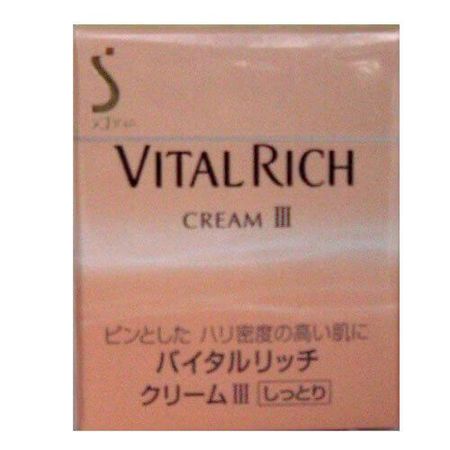 VITAL RICH
CREAM III
ピンとした ハリ密度の高い肌に
バイタルリッチ
クリームIII しっとり